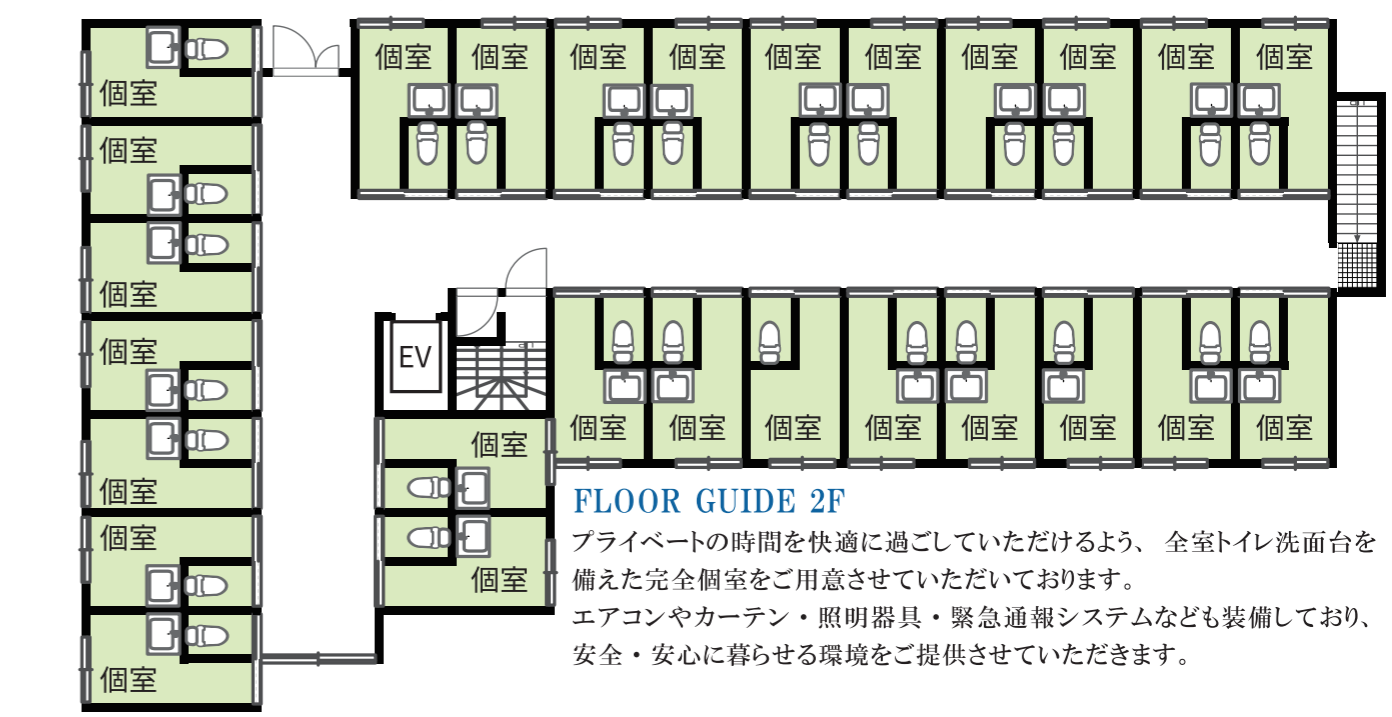 個室 個室 個室 個室 個室 個室 個室 個室 個室 個室
個室
個室
個室
個室
EV
個室 個室 個室 個室 個室 個室 個室 個室
個室
個室
FLOOR GUIDE 2F
プライベートの時間を快適に過ごしていただけるよう、全室トイレ洗面台を
個室
備えた完全個室をご用意させていただいております。
個室
エアコンやカーテン・照明器具・緊急通報システムなども装備しており、
安全・安心に暮らせる環境をご提供させていただきます。
個室